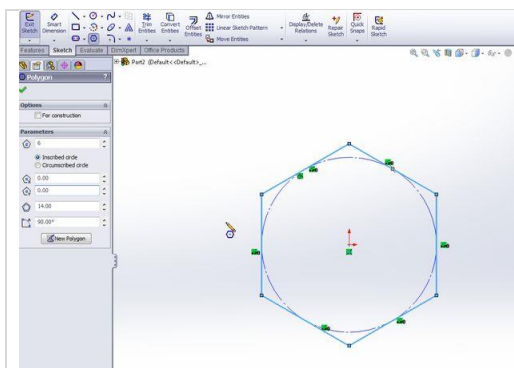 Exit Sketch
Smart Dimension
Trim Entities
Convert Entities
Offset Entities
Mirror Entities
Linear Sketch Pattern
Move Entities
Display/Delete Relations
Repair Sketch
Quick Snaps
Rapid Sketch
Features Sketch Evaluate DimXpert Office Products
Part2 (Default<<Default>_...
Polygon ?
Options
For construction
Parameters
6
Inscribed circle
Circumscribed circle
0.00
0.00
14.00
90.00°
New Polygon